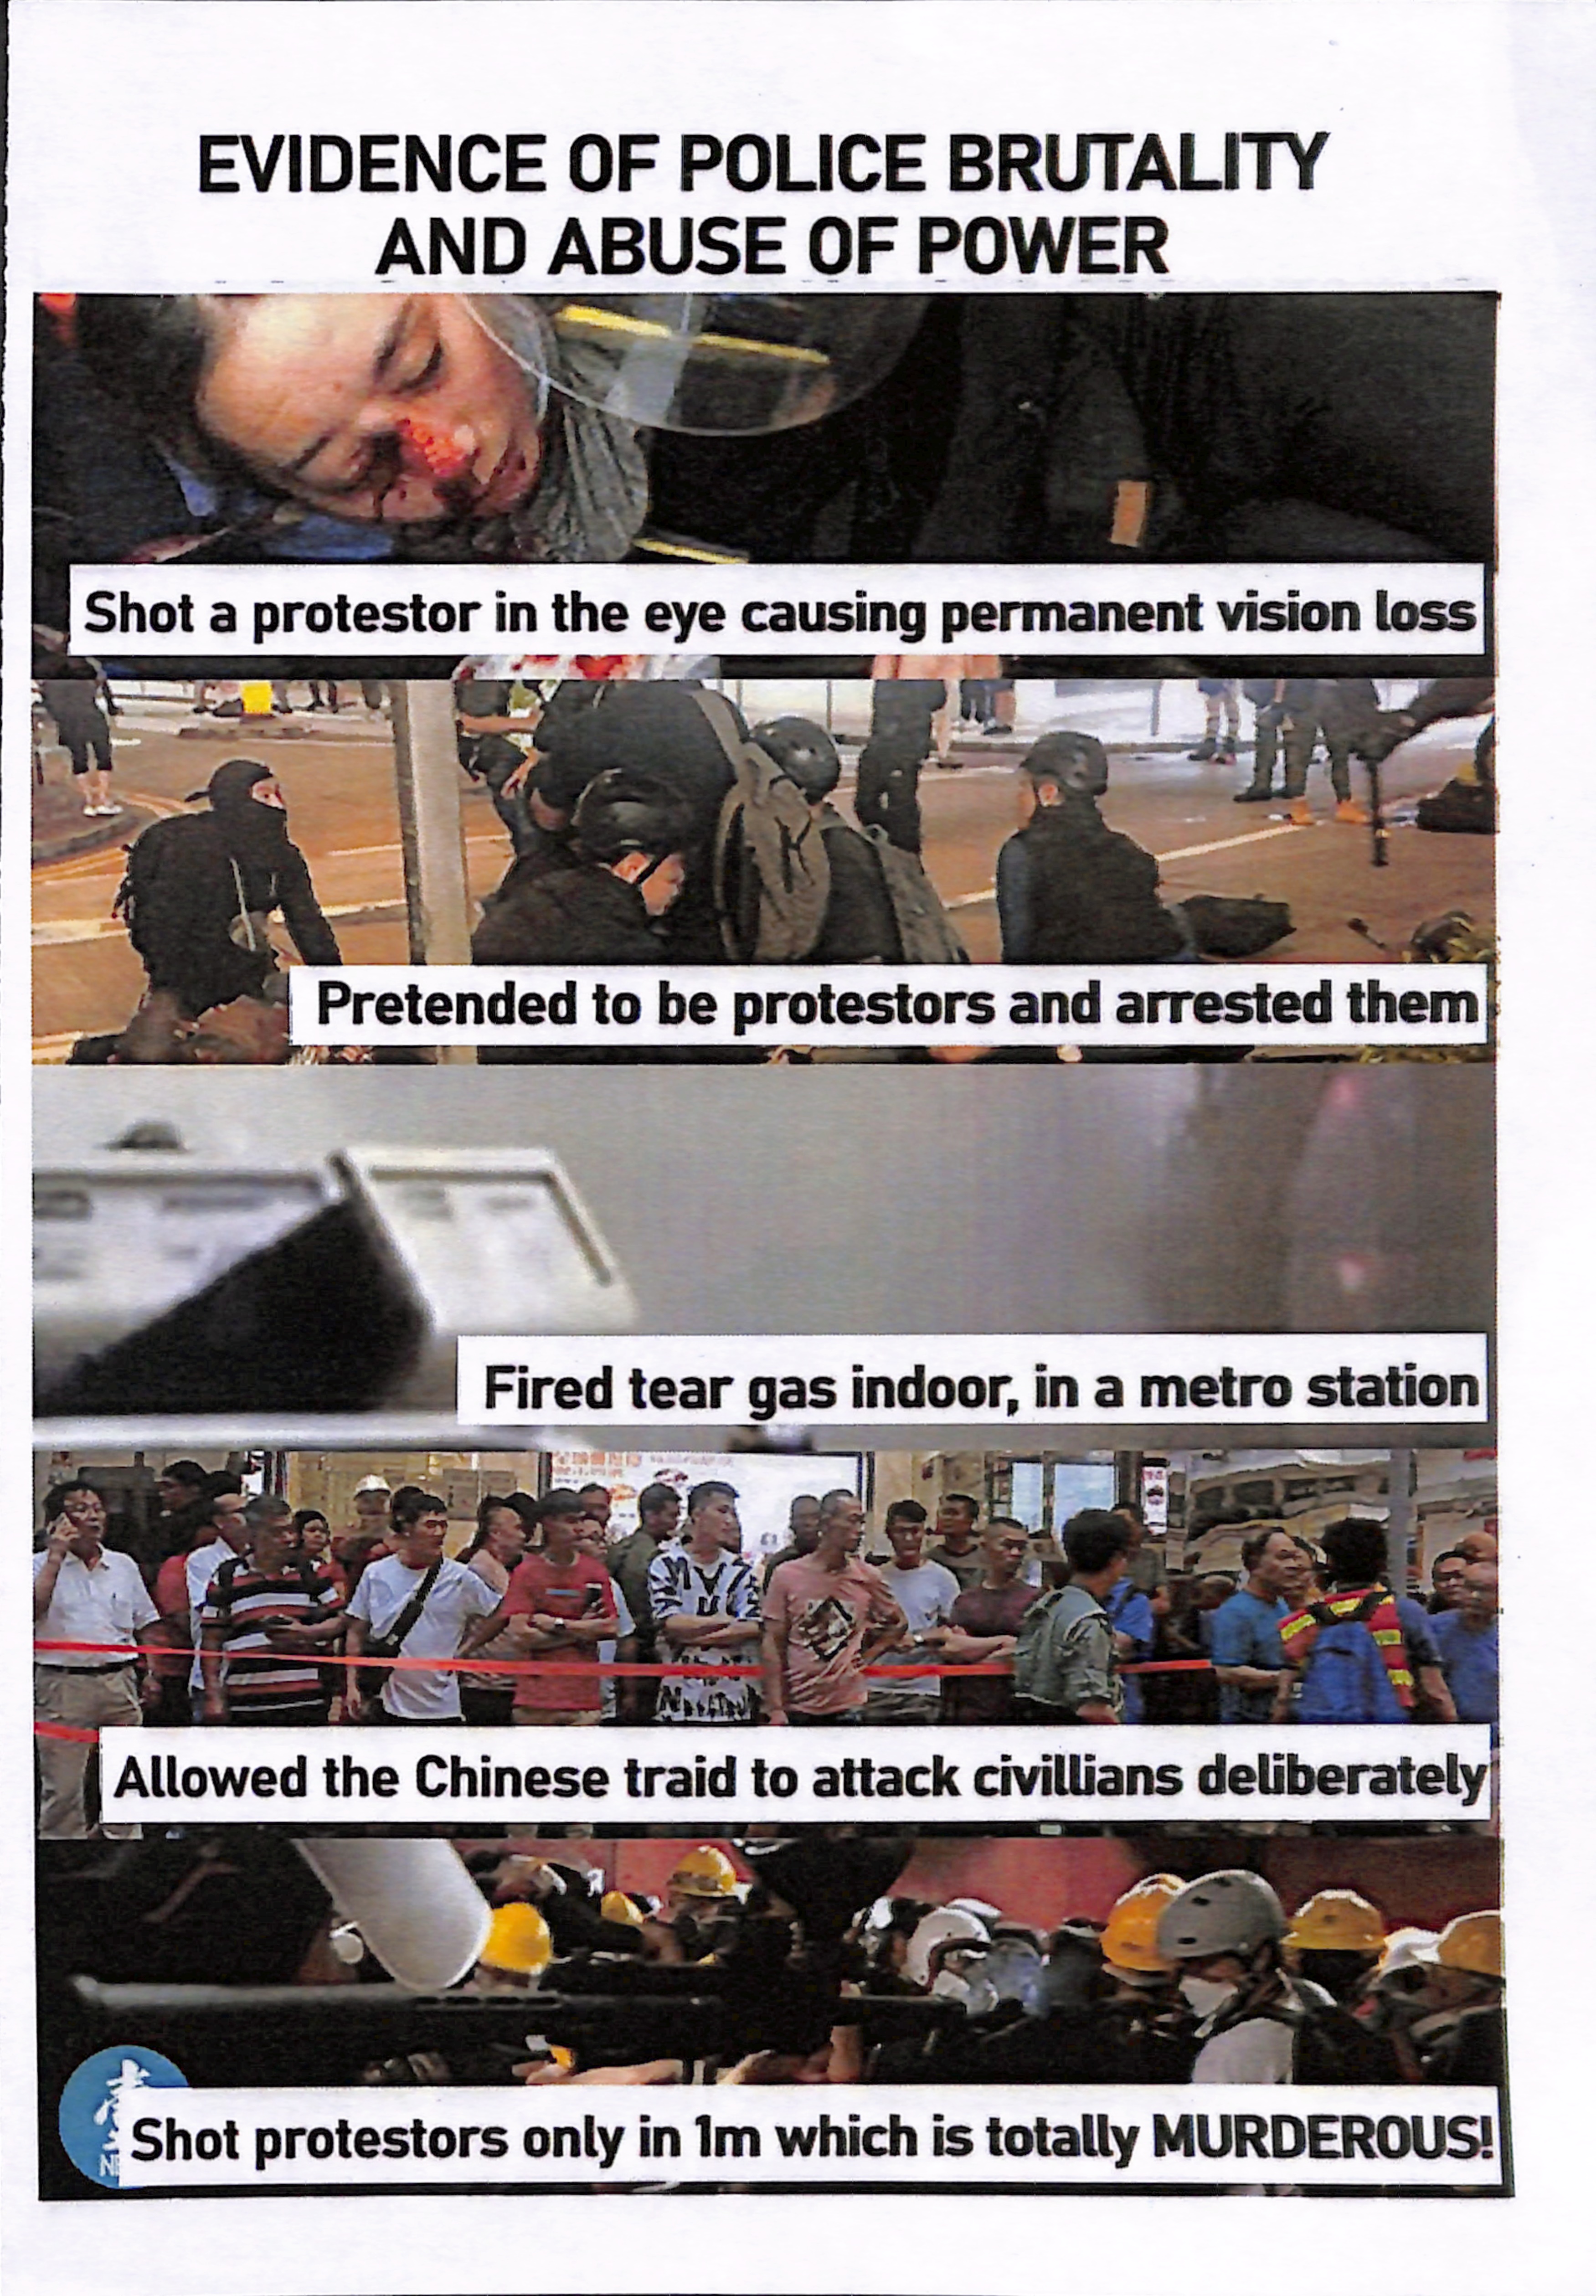 EVIDENCE OF POLICE BRUTALITY
AND ABUSE OF POWER
Shot a protestor in the eye causing permanent vision loss
Pretended to be protestors and arrested them
Fired tear gas indoor, in a metro station
Allowed the Chinese traid to attack civillians deliberately
Shot protestors only in 1m which is totally MURDEROUS!